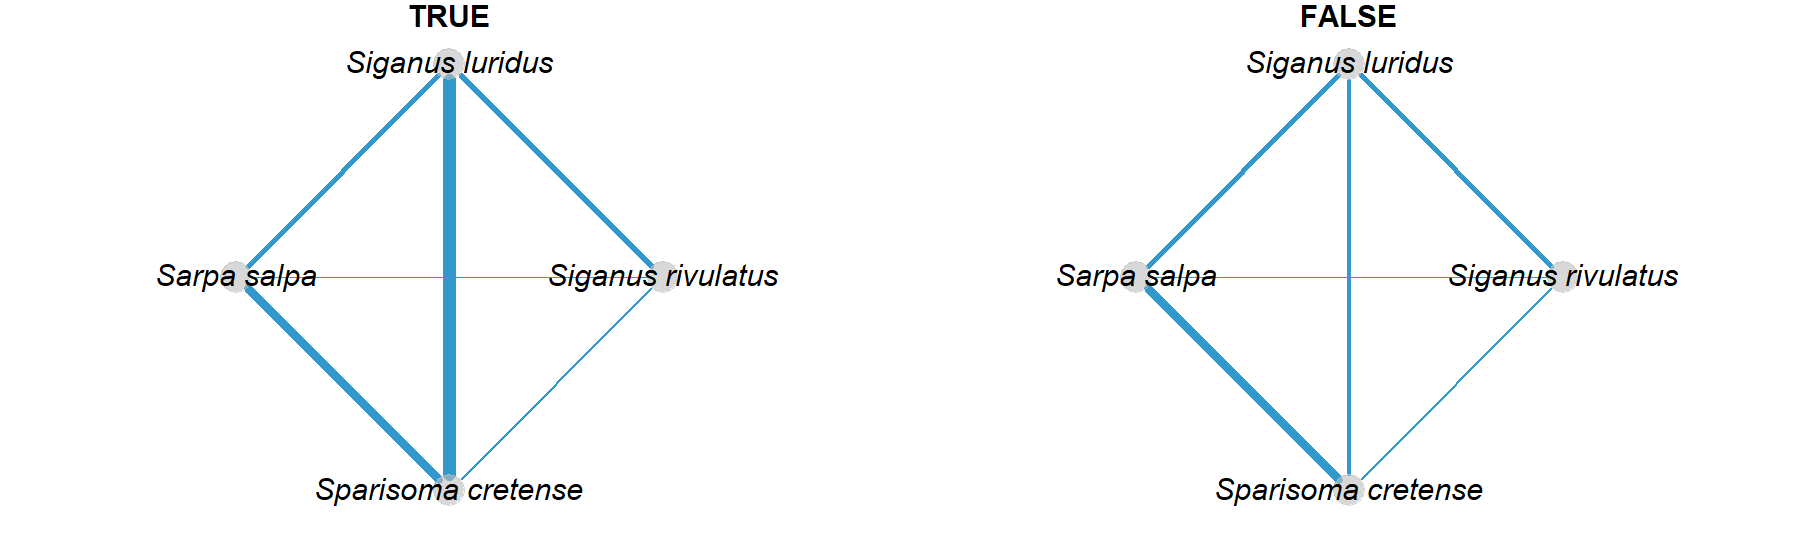 TRUE
Siganus luridus
Sarpa salpa
Siganus rivulatus
Sparisoma cretense
FALSE
Siganus luridus
Sarpa salpa
Siganus rivulatus
Sparisoma cretense